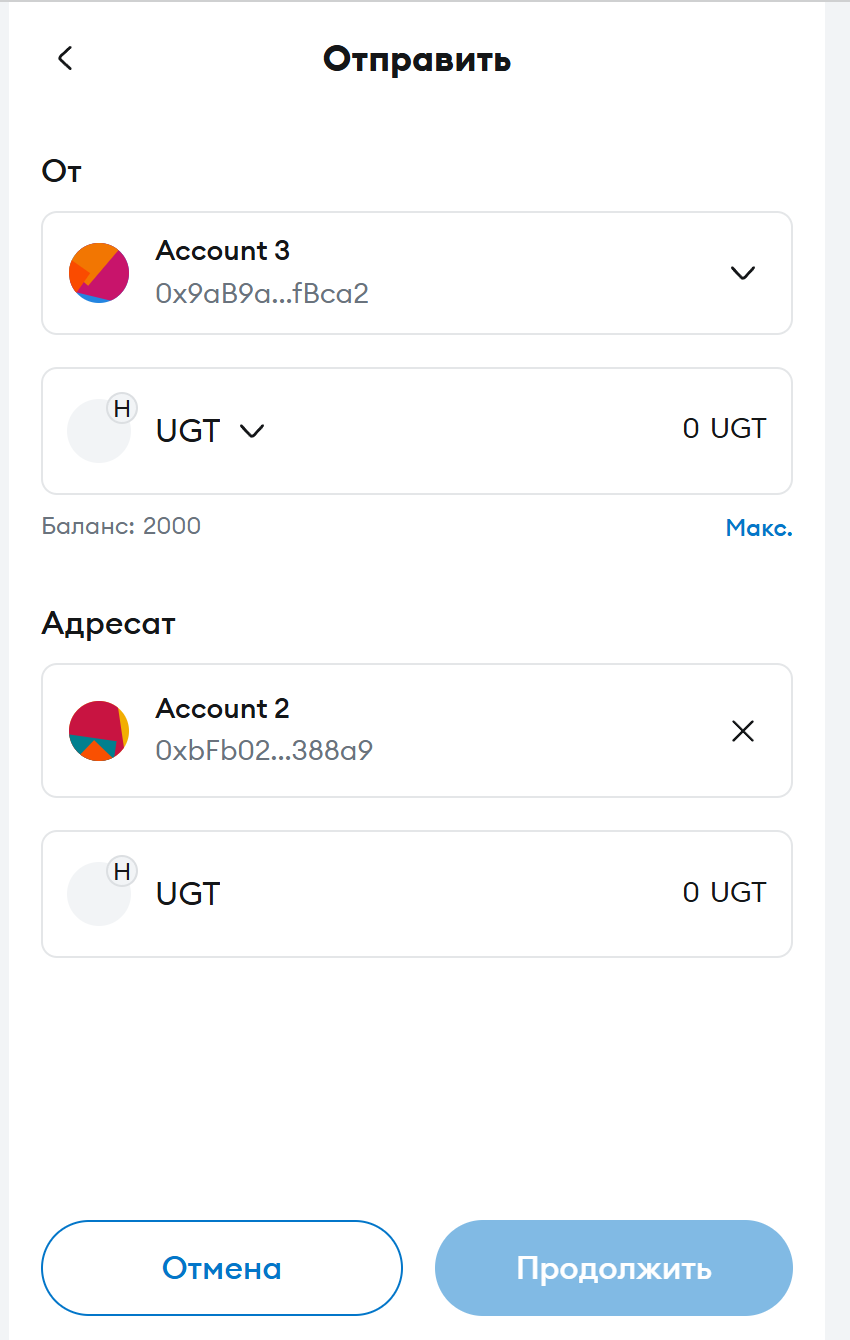 Отправить
От
Account 3
0x9aB9a...fBca2
H
UGT
0 UGT
Баланс: 2000
Макс.
Адресат
Account 2
0xbFb02...388a9
H
UGT
0 UGT
Отмена
Продолжить